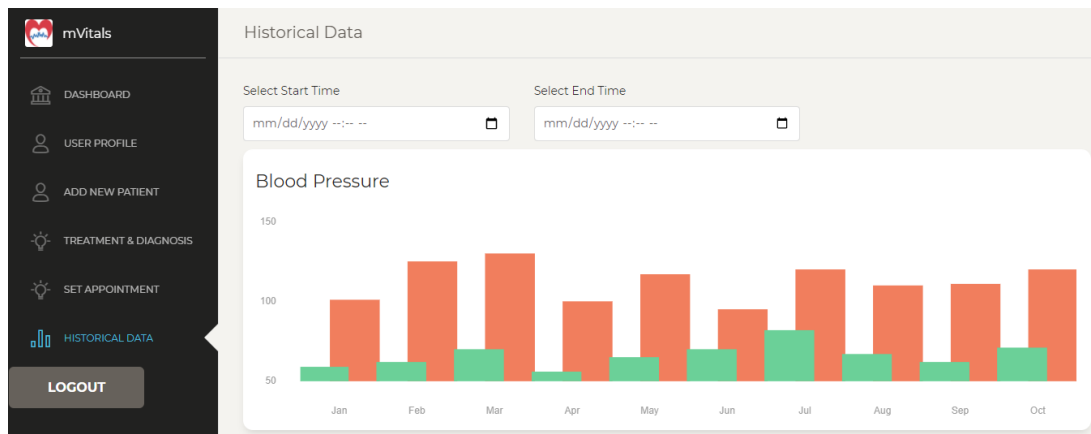 mVitals
DASHBOARD
USER PROFILE
ADD NEW PATIENT
TREATMENT & DIAGNOSIS
SET APPOINTMENT
HISTORICAL DATA
LOGOUT
Historical Data
Select Start Time
mm/dd/yyyy --:-- --
Select End Time
mm/dd/yyyy --:-- --
Blood Pressure
150
100
50
Jan Feb Mar Apr May Jun Jul Aug Sep Oct